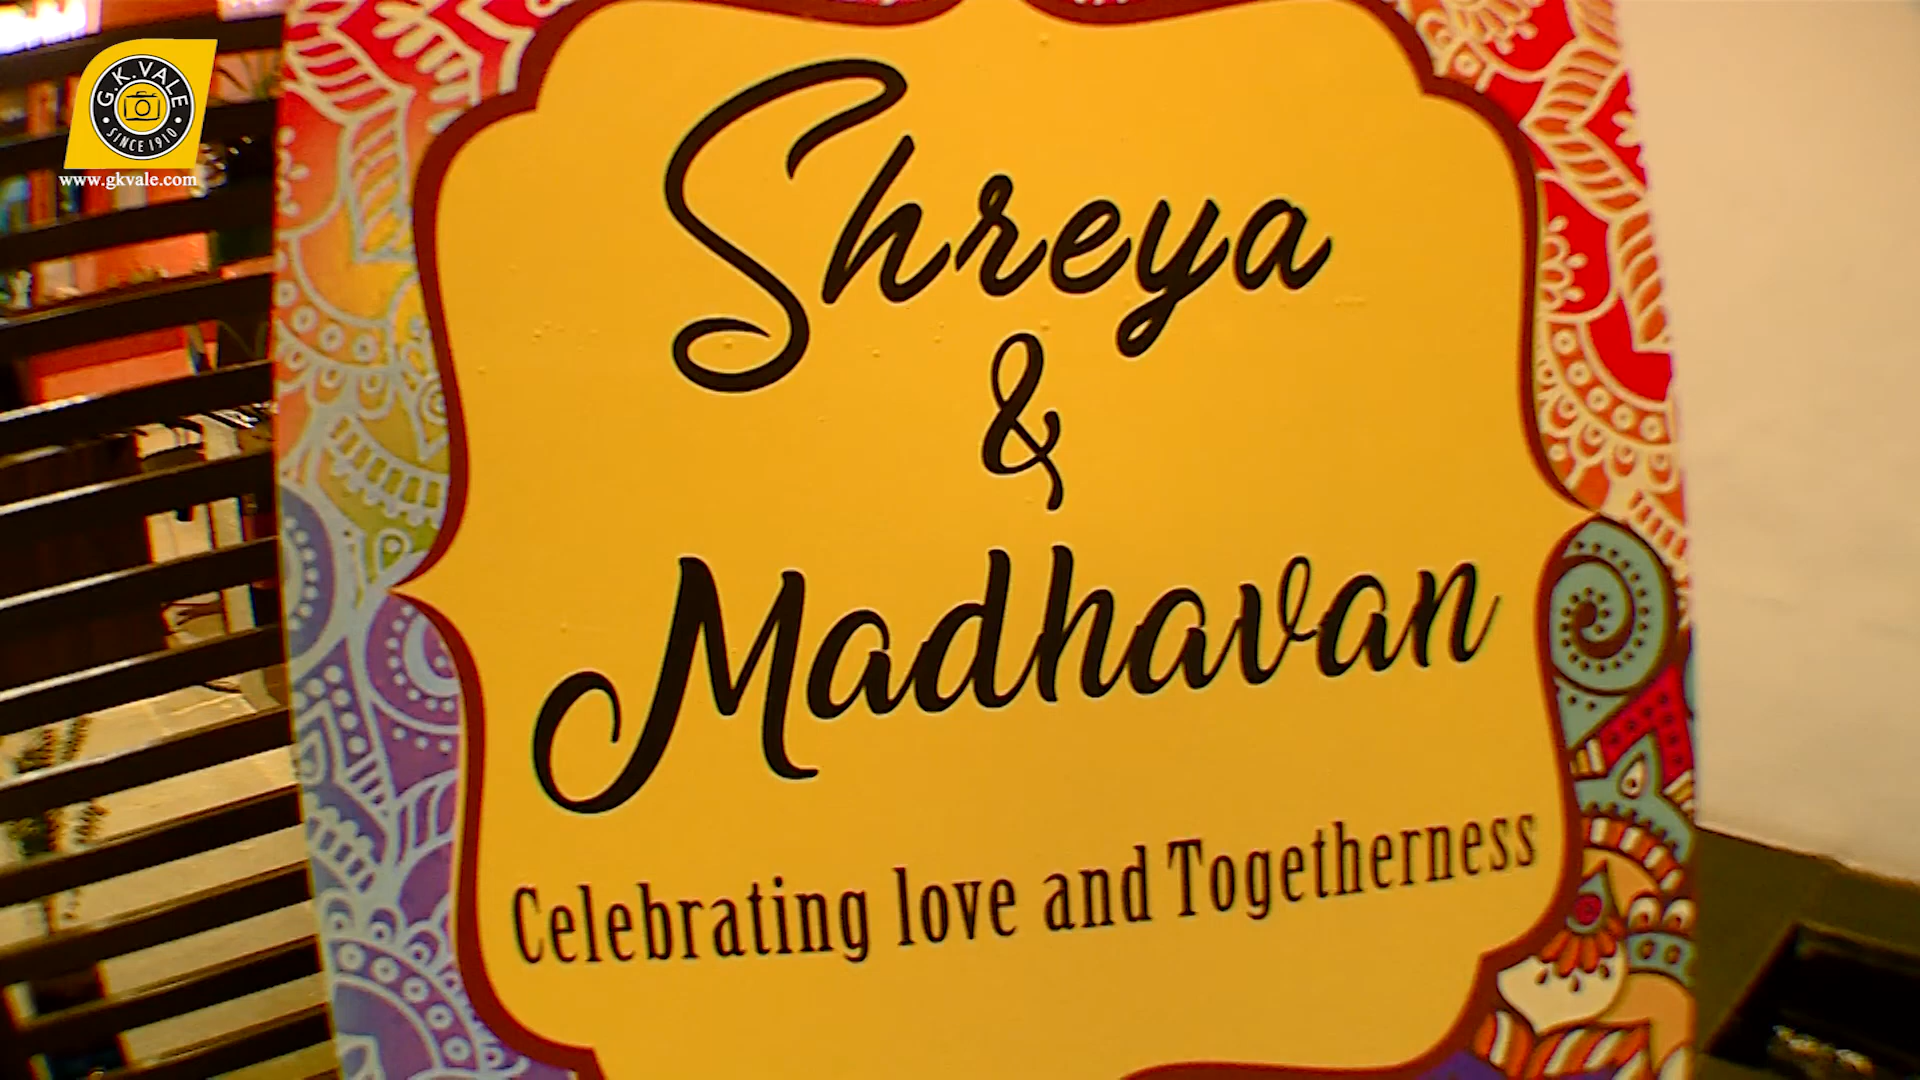 G.K.VALE
• SINCE 1910 •
www.gkvale.com
Shreya
&
Madhavan
Celebrating love and Togetherness